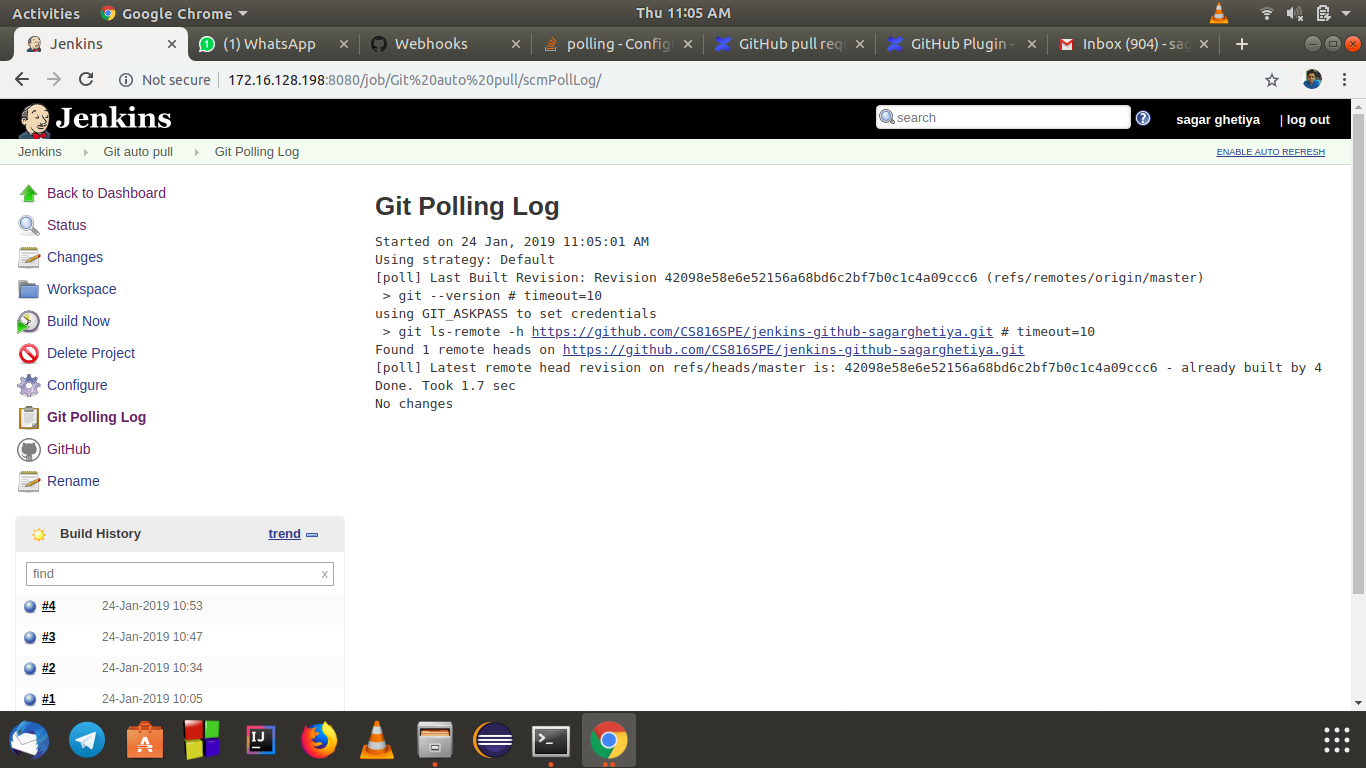 Activities
Google Chrome
Thu 11:05 AM
Jenkins
(1) WhatsApp
Webhooks
polling - Config
GitHub pull requ
GitHub Plugin -
Inbox (904) - sag
Not secure
172.16.128.198:8080/job/Git%20auto%20pull/scmPollLog/
Jenkins
search
sagar ghetiya
| log out
Jenkins
Git auto pull
Git Polling Log
ENABLE AUTO REFRESH
Back to Dashboard
Status
Changes
Workspace
Build Now
Delete Project
Configure
Git Polling Log
GitHub
Rename
Build History
trend
find
x
#4 24-Jan-2019 10:53
#3 24-Jan-2019 10:47
#2 24-Jan-2019 10:34
#1 24-Jan-2019 10:05
Git Polling Log
Started on 24 Jan, 2019 11:05:01 AM
Using strategy: Default
[poll] Last Built Revision: Revision 42098e58e6e52156a68bd6c2bf7b0c1c4a09ccc6 (refs/remotes/origin/master)
> git --version # timeout=10
using GIT_ASKPASS to set credentials
> git ls-remote -h https://github.com/CS816SPE/jenkins-github-sagarghetiya.git # timeout=10
Found 1 remote heads on https://github.com/CS816SPE/jenkins-github-sagarghetiya.git
[poll] Latest remote head revision on refs/heads/master is: 42098e58e6e52156a68bd6c2bf7b0c1c4a09ccc6 - already built by 4
Done. Took 1.7 sec
No changes
IJ